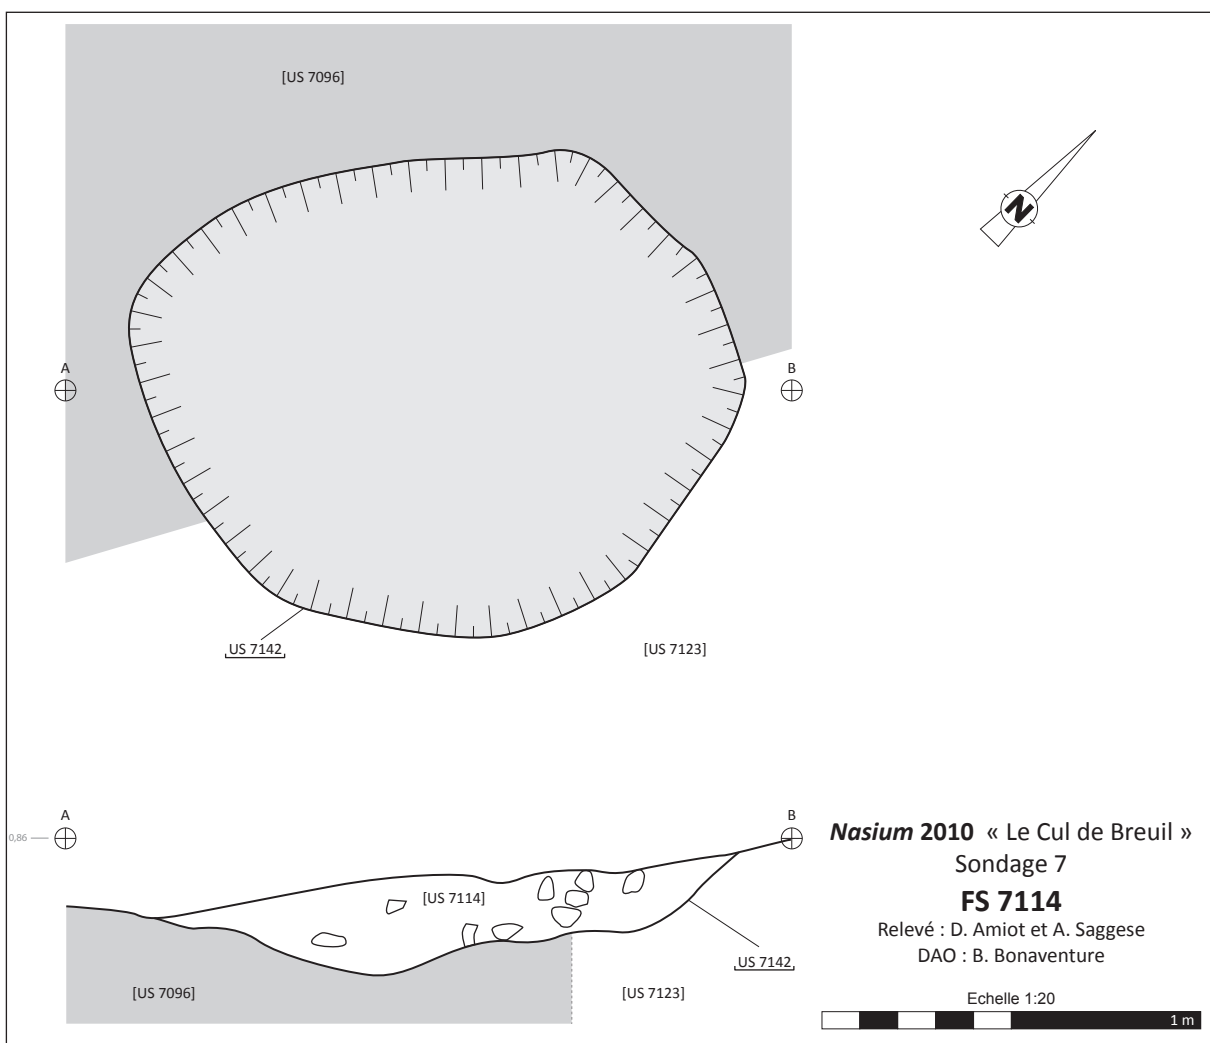 [US 7096]
N
A
B
US 7142
[US 7123]
A
B
0,86
[US 7114]
US 7142
[US 7096]
[US 7123]
Nasium 2010 « Le Cul de Breuil »
Sondage 7
FS 7114
Relevé : D. Amiot et A. Saggese
DAO : B. Bonaventure
Echelle 1:20
1 m